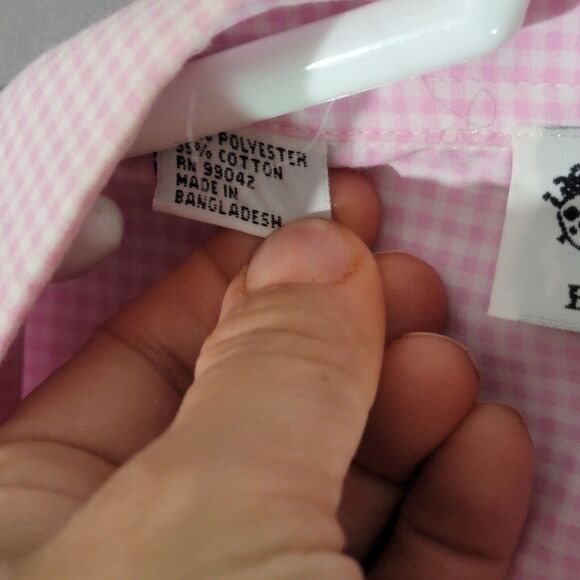 % POLYESTER
35% COTTON
RN 99042
MADE IN
BANGLADESH